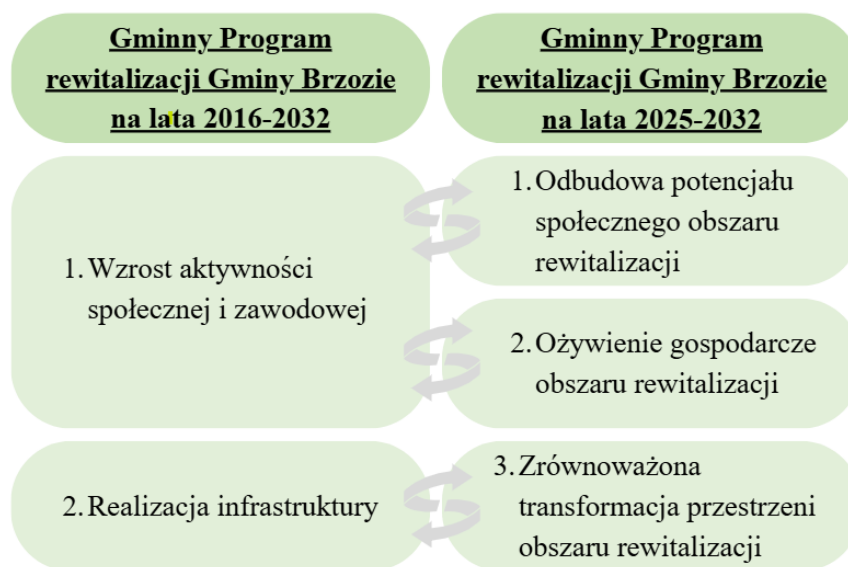 Gminny Program
rewitalizacji Gminy Brzozie
na lata 2016-2032
Gminny Program
rewitalizacji Gminy Brzozie
na lata 2025-2032
1. Wzrost aktywności
społecznej i zawodowej
1. Odbudowa potencjału
społecznego obszaru
rewitalizacji
2. Ożywienie gospodarcze
obszaru rewitalizacji
2. Realizacja infrastruktury
3. Zrównoważona
transformacja przestrzeni
obszaru rewitalizacji